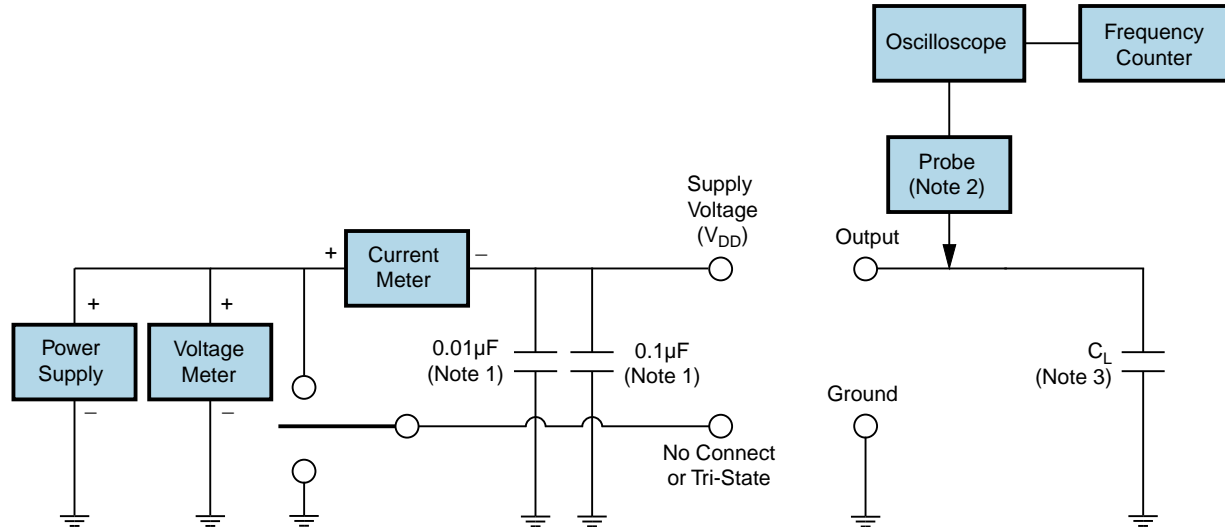 Oscilloscope
Frequency
Counter
Probe
(Note 2)
Supply
Voltage
(V_DD)
Output
+
Current
Meter
–
+
+
Power
Supply
Voltage
Meter
0.01µF
(Note 1)
0.1µF
(Note 1)
C_L
(Note 3)
–
–
Ground
No Connect
or Tri-State